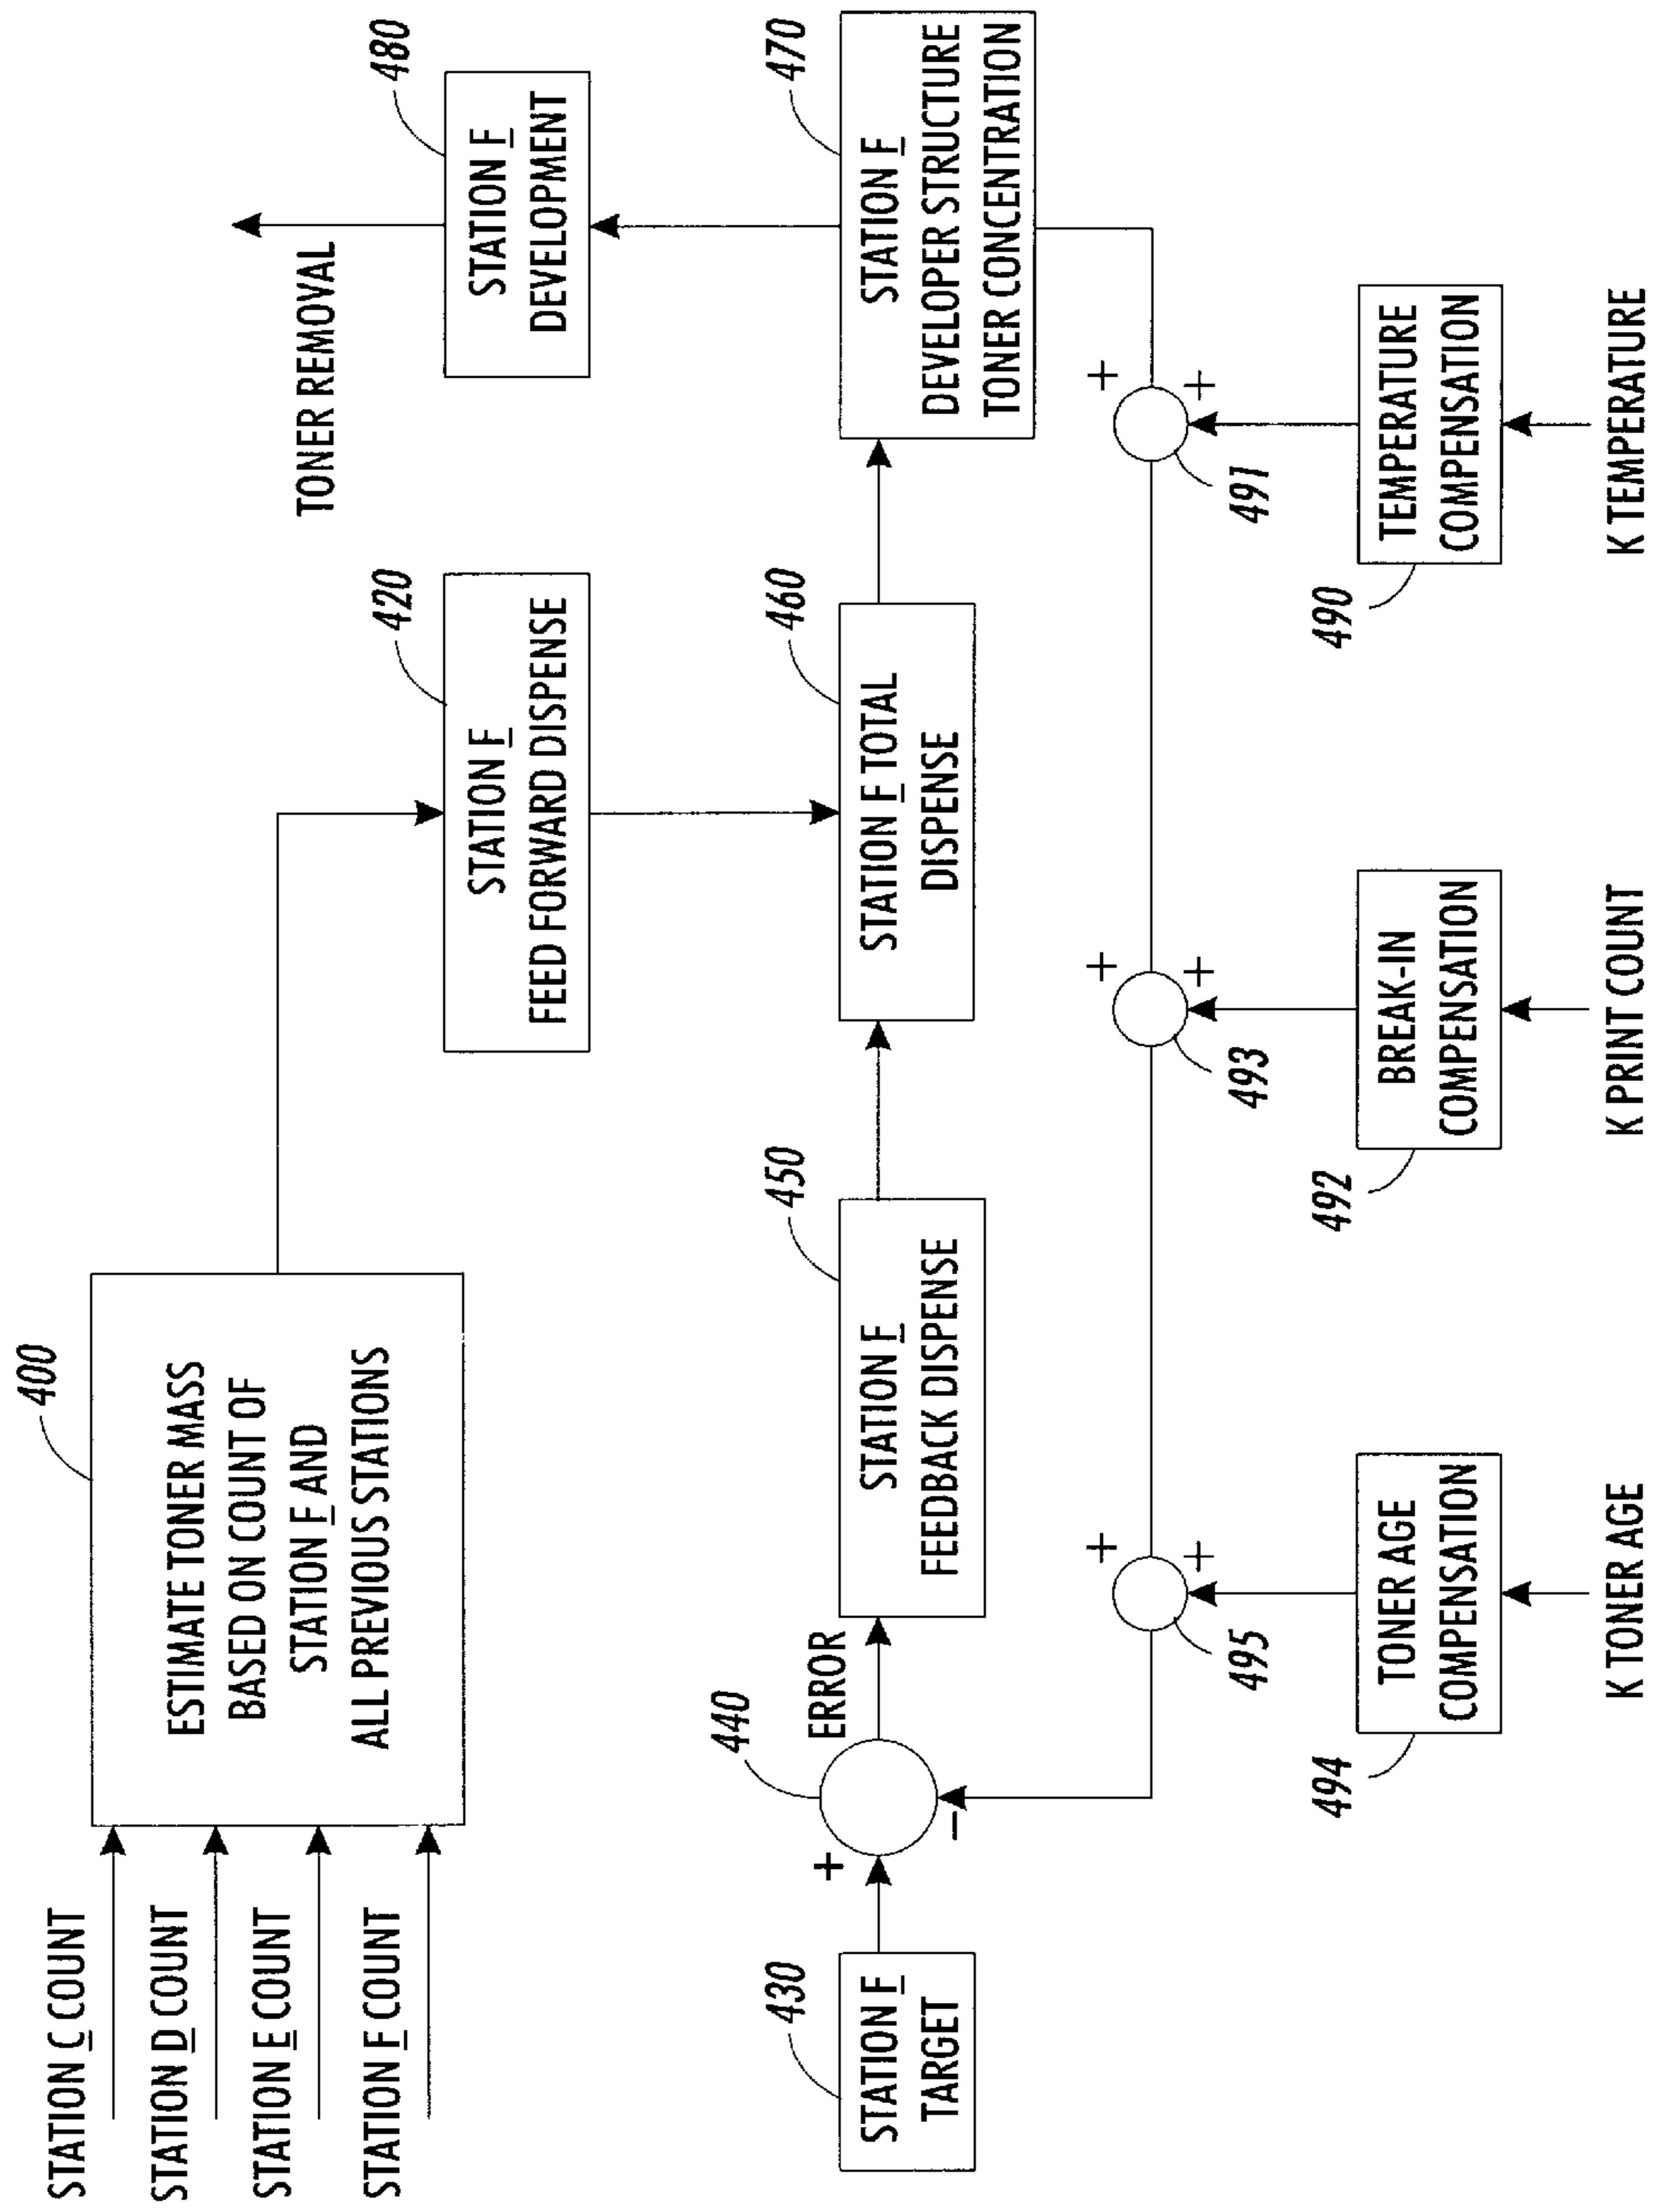 STATION C COUNT
STATION D COUNT
STATION E COUNT
STATION F COUNT
400
ESTIMATE TONER MASS
BASED ON COUNT OF
STATION F AND
ALL PREVIOUS STATIONS
420
STATION F
FEED FORWARD DISPENSE
TONER REMOVAL
480
STATION F
DEVELOPMENT
430
STATION F
TARGET
+
−
440
ERROR
450
STATION F
FEEDBACK DISPENSE
460
STATION F TOTAL
DISPENSE
470
STATION F
DEVELOPER STRUCTURE
TONER CONCENTRATION
+
+
495
+
+
493
+
+
491
494
TONER AGE
COMPENSATION
K TONER AGE
492
BREAK-IN
COMPENSATION
K PRINT COUNT
490
TEMPERATURE
COMPENSATION
K TEMPERATURE